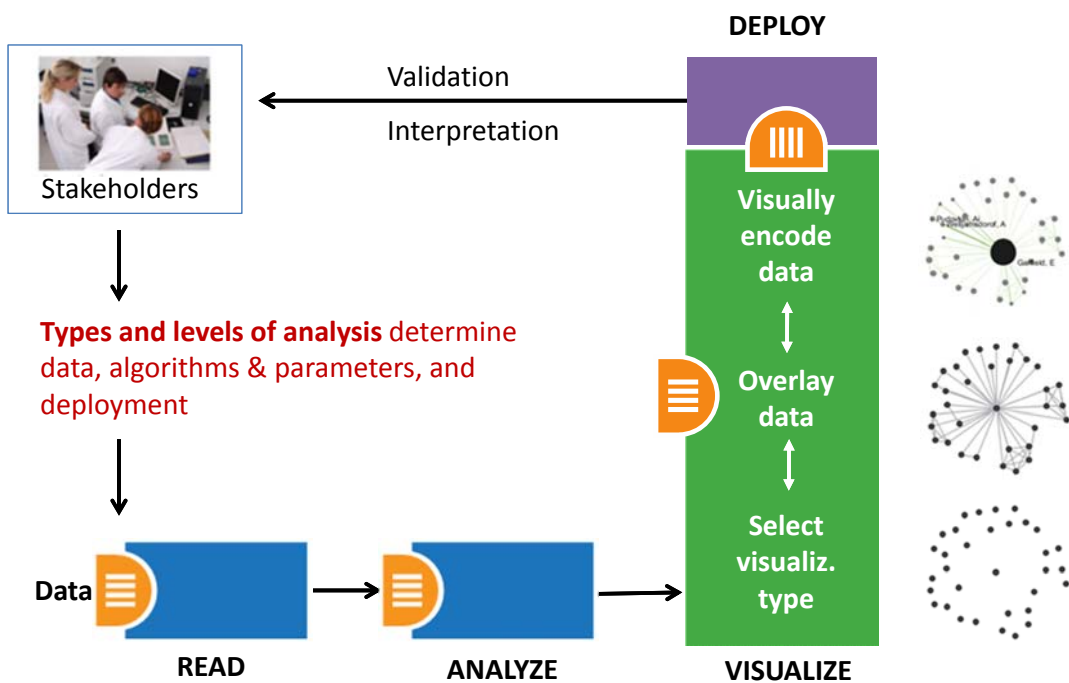 DEPLOY
Validation
Interpretation
Stakeholders
Visually
encode
data
Types and levels of analysis determine
data, algorithms & parameters, and
deployment
Overlay
data
Select
visualiz.
type
Data
READ
ANALYZE
VISUALIZE
Garfield, E